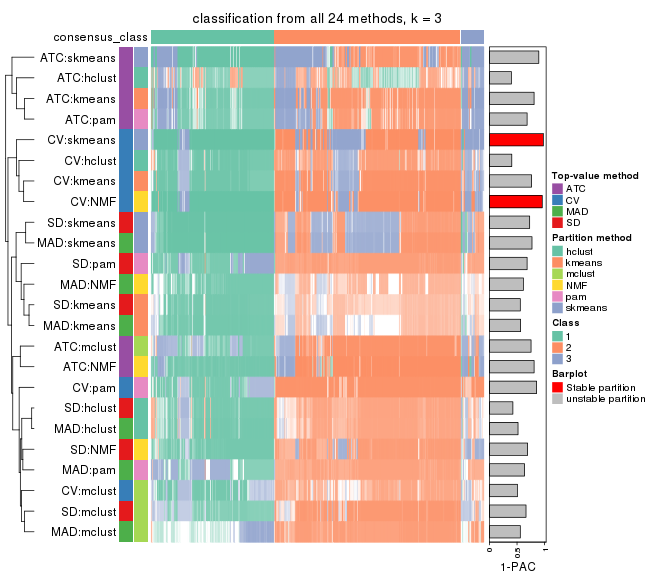 classification from all 24 methods, k = 3
consensus_class
ATC:skmeans
ATC:hclust
ATC:kmeans
ATC:pam
CV:skmeans
CV:hclust
CV:kmeans
CV:NMF
SD:skmeans
MAD:skmeans
SD:pam
MAD:NMF
SD:kmeans
MAD:kmeans
ATC:mclust
ATC:NMF
CV:pam
SD:hclust
MAD:hclust
SD:NMF
MAD:pam
CV:mclust
SD:mclust
MAD:mclust
0
0.5
1
1-PAC
Top-value method
ATC
CV
MAD
SD
Partition method
hclust
kmeans
mclust
NMF
pam
skmeans
Class
1
2
3
Barplot
Stable partition
unstable partition